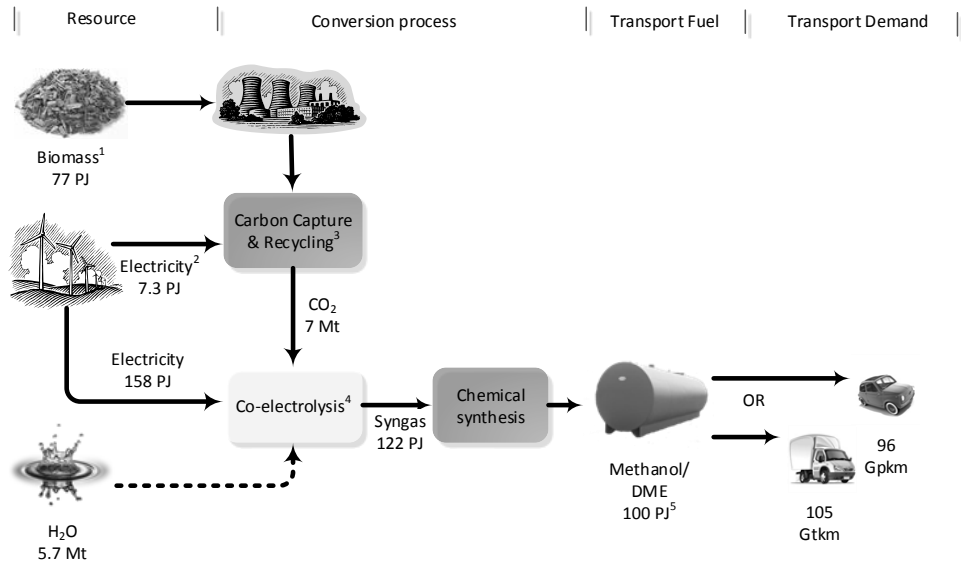 Resource
Conversion process
Transport Fuel
Transport Demand
Biomass¹
77 PJ
Carbon Capture
& Recycling³
Electricity²
7.3 PJ
CO₂
7 Mt
Electricity
158 PJ
Co-electrolysis⁴
Syngas
122 PJ
Chemical
synthesis
OR
Methanol/
DME
100 PJ⁵
96
Gpkm
105
Gtkm
H₂O
5.7 Mt